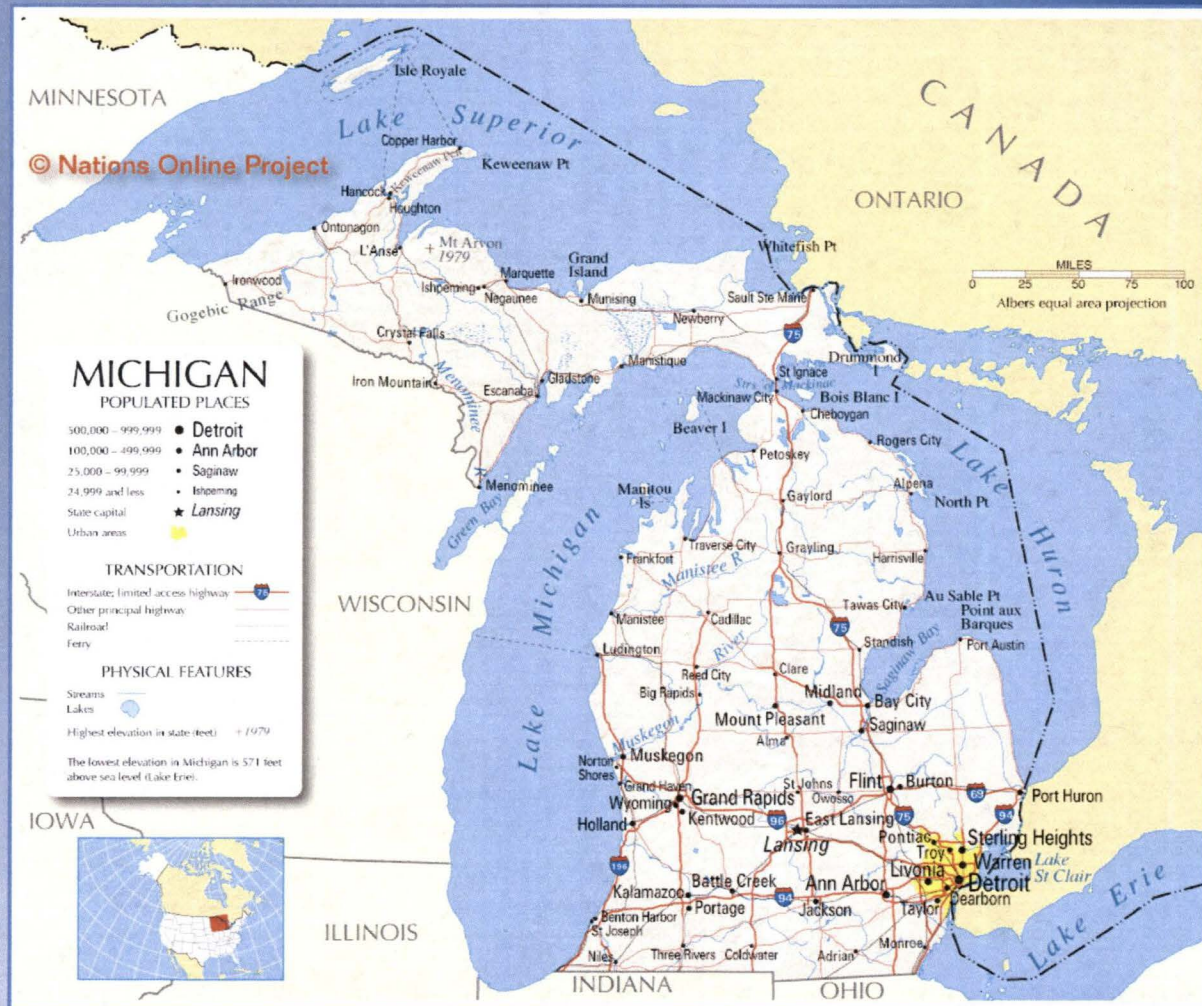 MINNESOTA
Isle Royale
Lake Superior
CANADA
Copper Harbor
Keweenaw Pen
Keweenaw Pt
© Nations Online Project
Hancock
Houghton
ONTARIO
Ontonagon
L'Anse
+ Mt Arvon
1979
Grand
Island
Whitefish Pt
MILES
0 25 50 75 100
Albers equal area projection
Ironwood
Gogebic Range
Marquette
Ishpeming
Negaunee
Munising
Sault Ste Marie
Newberry
75
Crystal Falls
Manistique
Drummond
I
St Ignace
Iron Mountain
Menominee R
Escanaba
Gladstone
Strs of Mackinac
Mackinaw City
Bois Blanc I
Cheboygan
Beaver I
Rogers City
Petoskey
Lake Huron
Menominee
Green Bay
Manitou
Is
Gaylord
Alpena
North Pt
Traverse City
Grayling
Frankfort
Harrisville
Manistee R
WISCONSIN
Lake Michigan
Tawas City
Au Sable Pt
Point aux
Barques
Manistee
Cadillac
75
Standish
Saginaw Bay
Port Austin
Ludington
Reed City
Clare
Big Rapids
Midland
Bay City
Mount Pleasant
Saginaw
Muskegon River
Alma
Muskegon
Norton
Shores
Grand Haven
Grand Rapids
St Johns
Owosso
Flint
Burton
69
Port Huron
Wyoming
Kentwood
96
East Lansing
75
94
Holland
Lansing
Pontiac
Sterling Heights
Troy
Warren
Lake
St Clair
196
Livonia
Detroit
Kalamazoo
Battle Creek
Ann Arbor
Dearborn
94
Portage
Jackson
Taylor
Lake Erie
Benton Harbor
St Joseph
Monroe
Niles
Three Rivers
Coldwater
Adrian
IOWA
ILLINOIS
INDIANA
OHIO
MICHIGAN
POPULATED PLACES
500,000 – 999,999 Detroit
100,000 – 499,999 Ann Arbor
25,000 – 99,999 Saginaw
24,999 and less Ishpeming
State capital Lansing
Urban areas
TRANSPORTATION
Interstate; limited access highway 75
Other principal highway
Railroad
Ferry
PHYSICAL FEATURES
Streams
Lakes
Highest elevation in state (feet) +1979
The lowest elevation in Michigan is 571 feet
above sea level (Lake Erie).